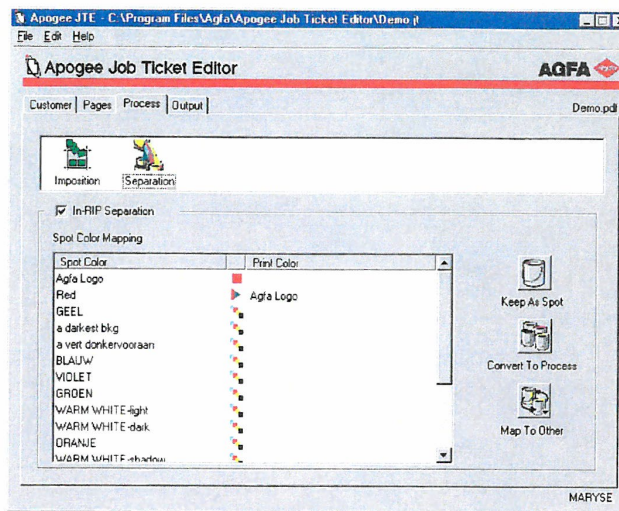 Apogee JTE - C:\Program Files\Agfa\Apogee Job Ticket Editor\Demo.jt
File Edit Help
Apogee Job Ticket Editor
AGFA
Customer Pages Process Output
Demo.pdf
Imposition Separation
In-RIP Separation
Spot Color Mapping
Spot Color Print Color
Agfa Logo
Red Agfa Logo
GEEL
a darkest bkg
a vert donkervooraan
BLAUW
VIOLET
GROEN
WARM WHITE-light
WARM WHITE-dark
ORANJE
WARM WHITE-shadow
Keep As Spot
Convert To Process
Map To Other
MARYSE